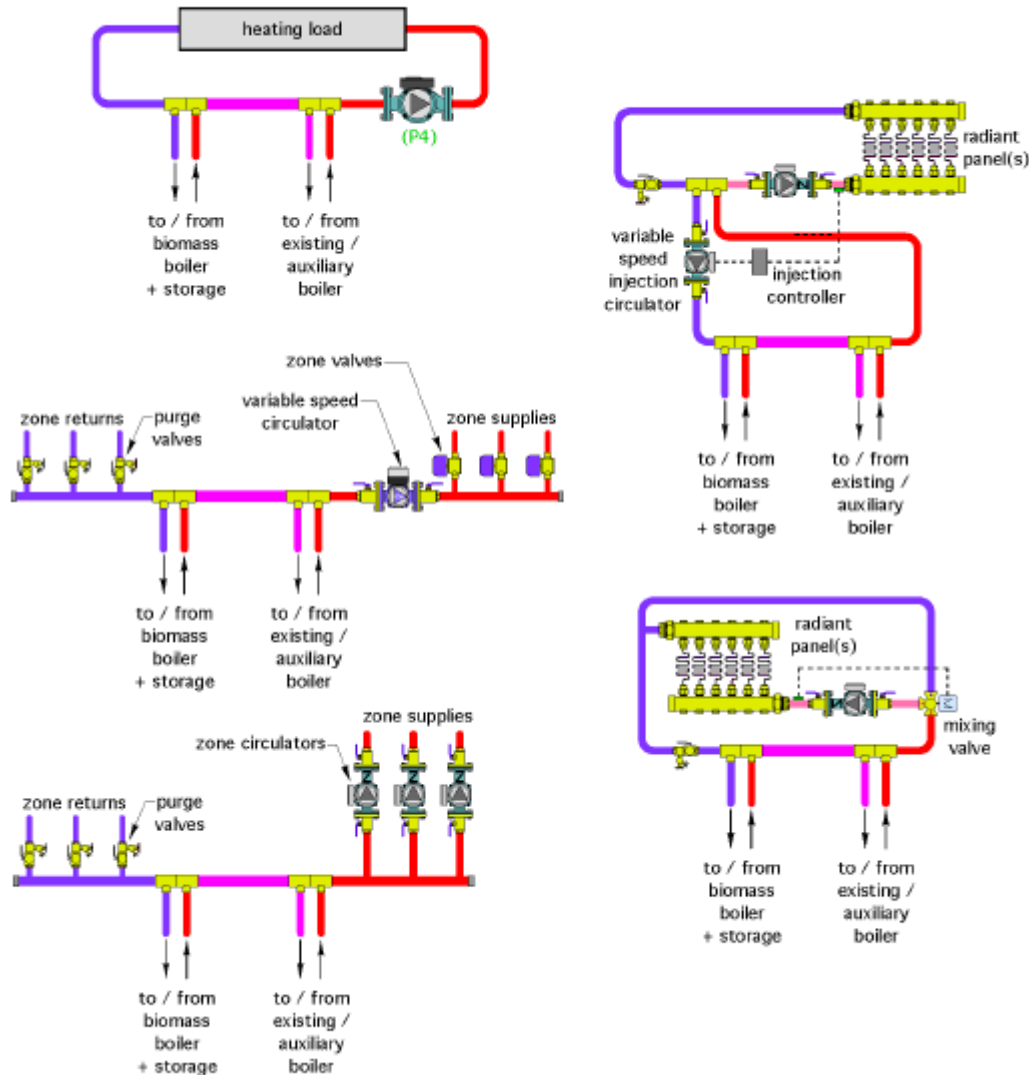 heating load
(P4)
to / from
biomass
boiler
+ storage
to / from
existing /
auxiliary
boiler
radiant
panel(s)
variable
speed
injection
circulator
injection
controller
to / from
biomass
boiler
+ storage
to / from
existing /
auxiliary
boiler
zone valves
zone returns
purge
valves
variable speed
circulator
zone supplies
to / from
biomass
boiler
+ storage
to / from
existing /
auxiliary
boiler
radiant
panel(s)
M
mixing
valve
to / from
biomass
boiler
+ storage
to / from
existing /
auxiliary
boiler
zone supplies
zone circulators
zone returns
purge
valves
to / from
biomass
boiler
+ storage
to / from
existing /
auxiliary
boiler